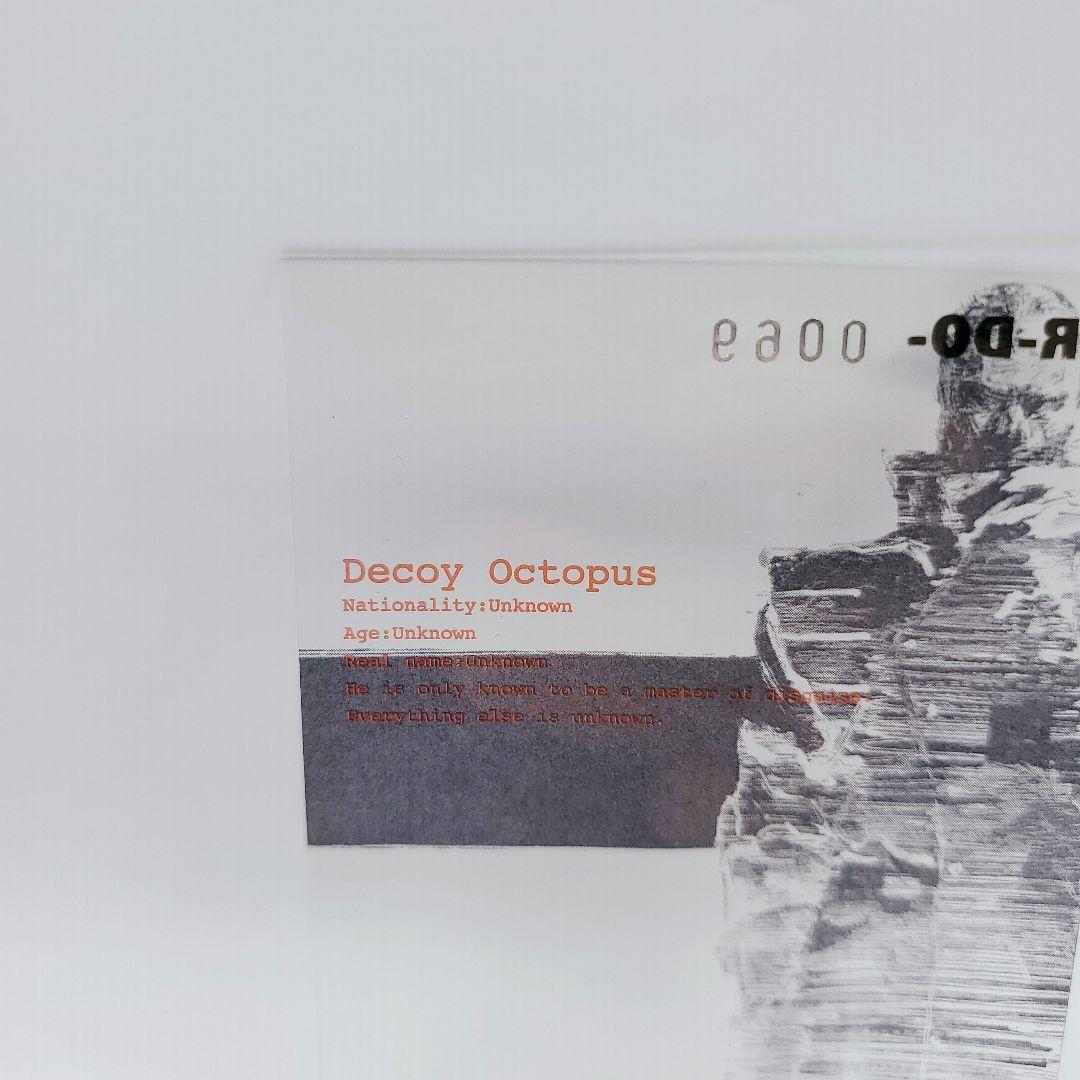 R-DO- 0069
Decoy Octopus
Nationality:Unknown
Age:Unknown
Real name:Unknown
He is only known to be a master of disguise.
Everything else is unknown.